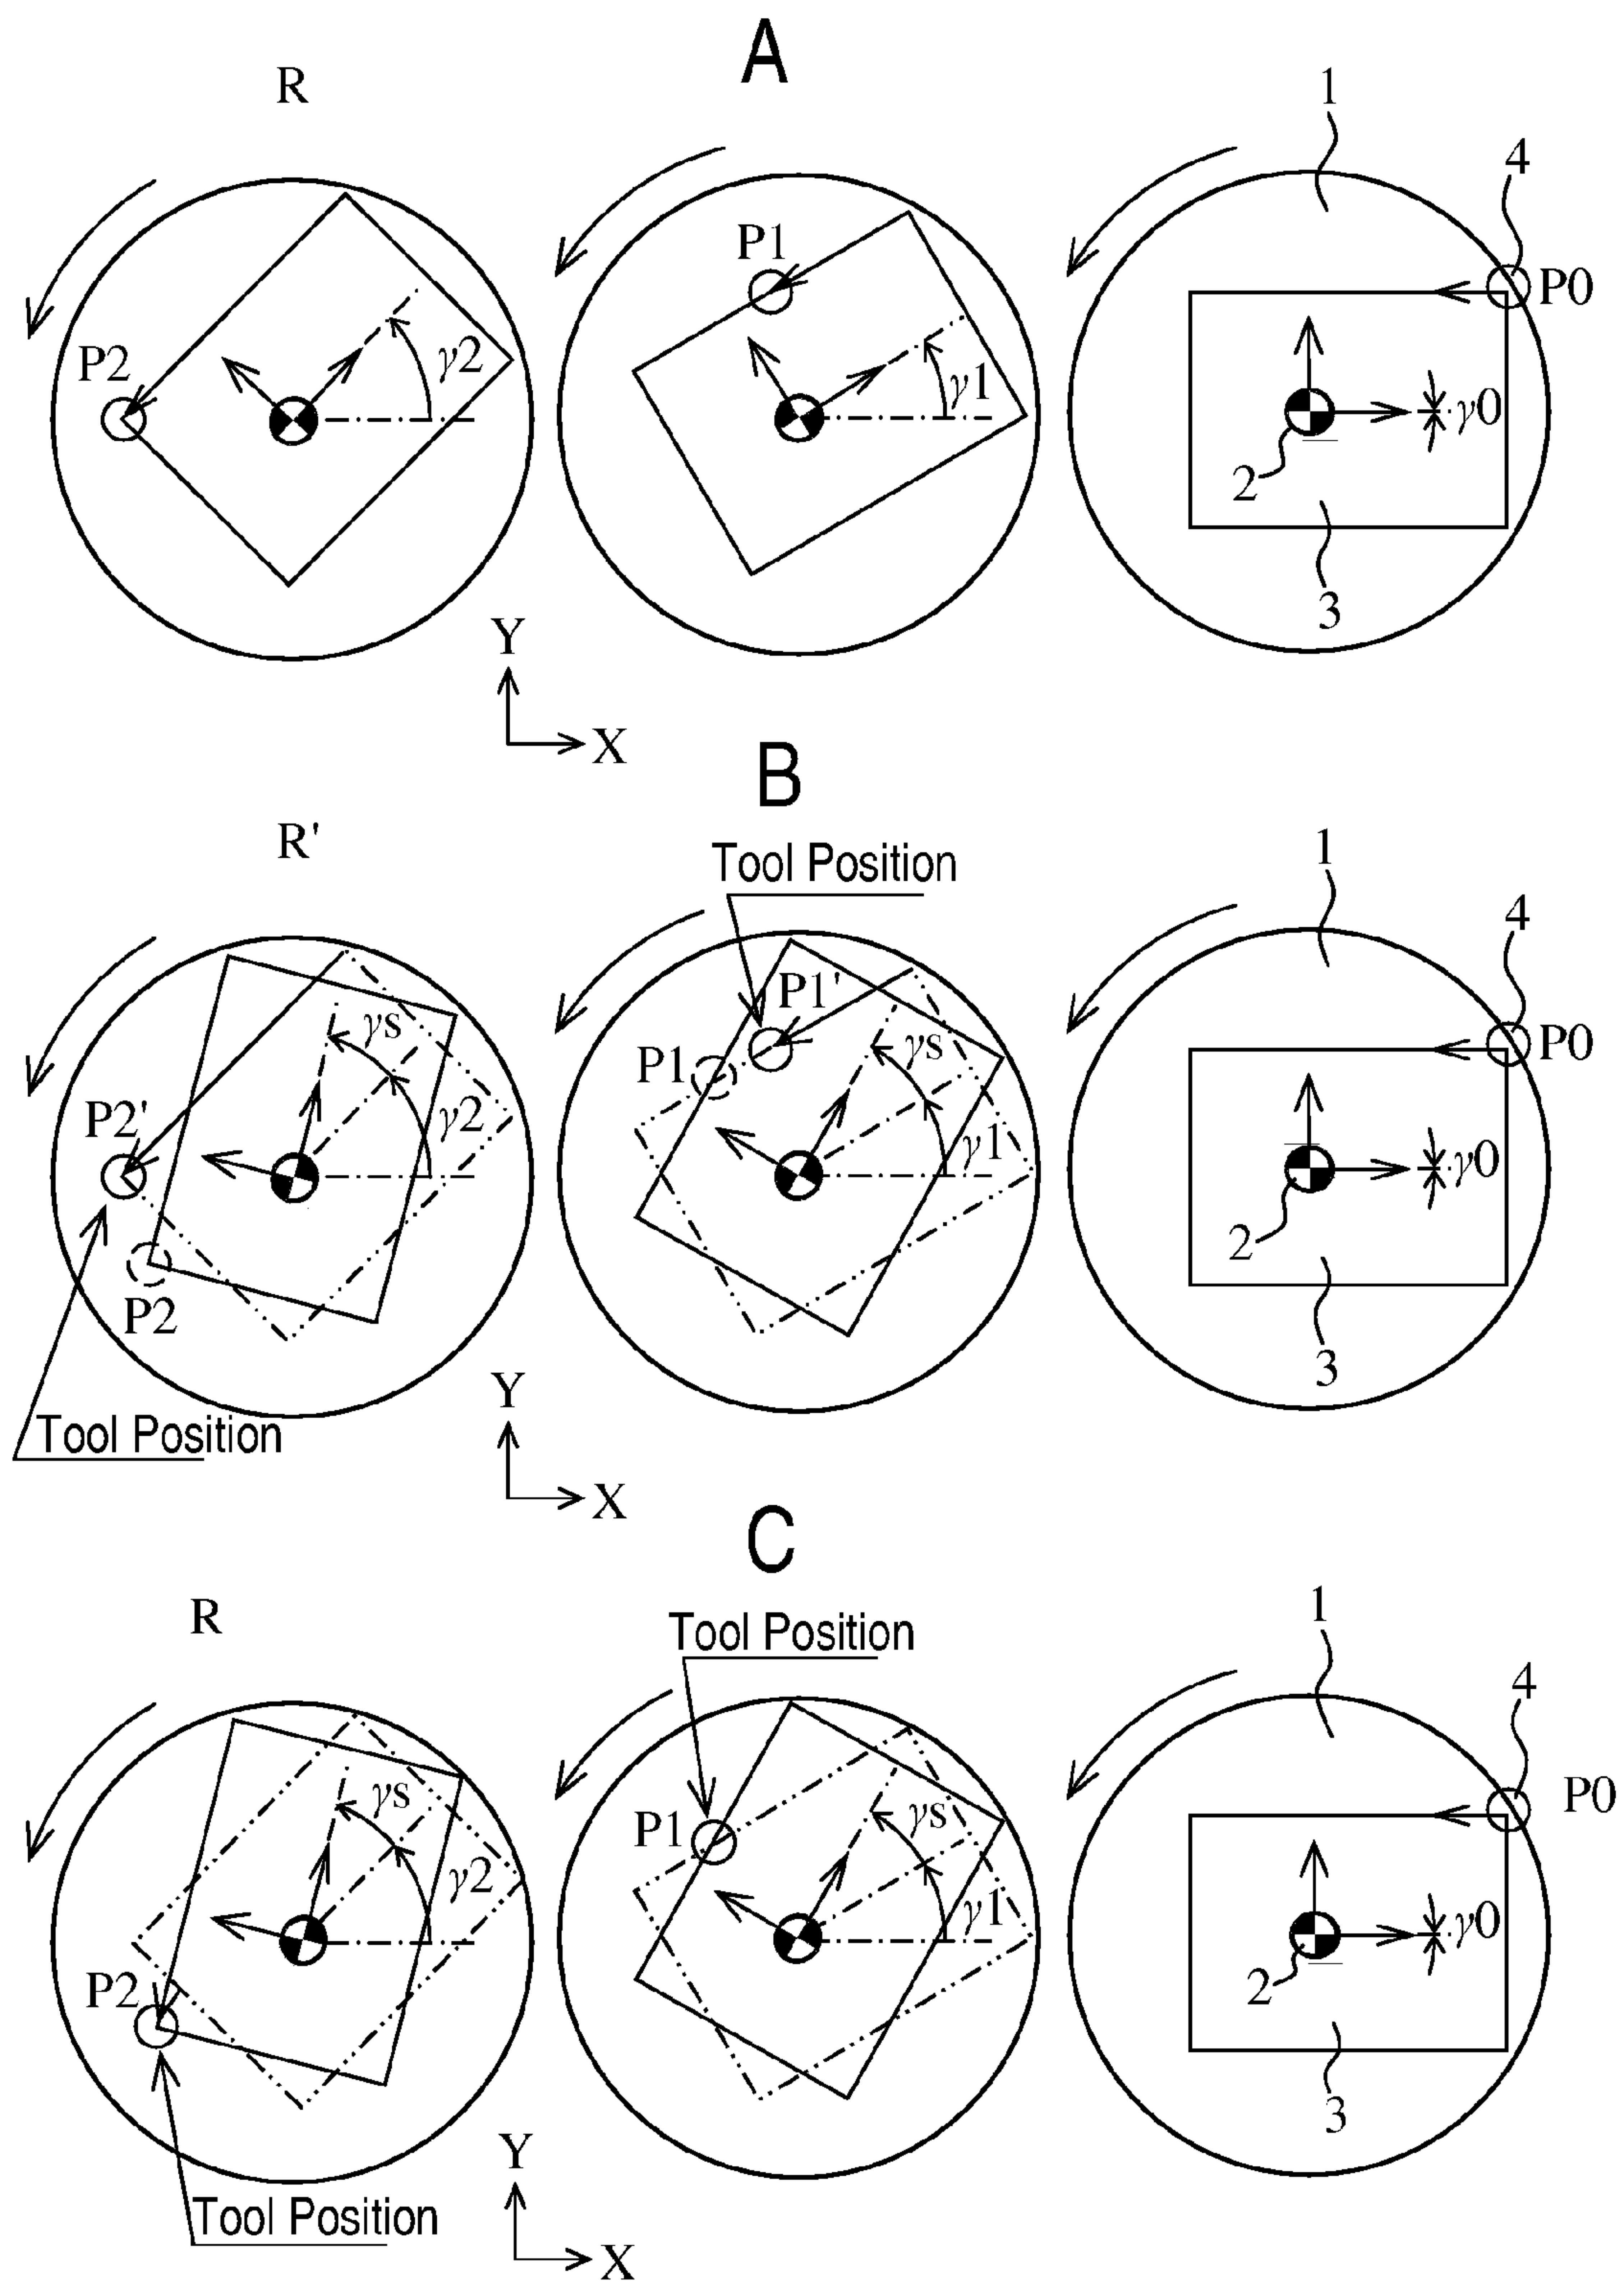 A
R
1
4
P1
P0
P2
γ2
γ1
γ0
2
3
Y
X
B
R'
Tool Position
1
4
P1'
P0
γs
γs
P1
P2'
γ2
γ1
γ0
2
P2
3
Tool Position
Y
X
C
R
Tool Position
1
4
P0
γs
γs
P1
γ2
γ1
γ0
P2
2
3
Tool Position
Y
X